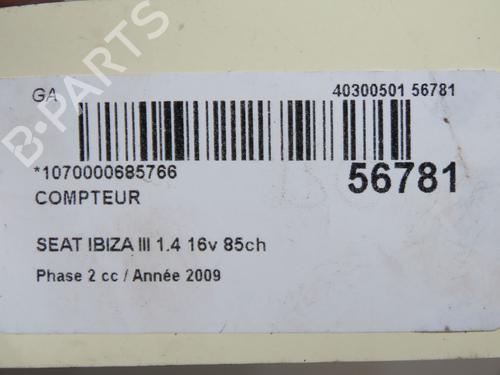 GA
40300501 56781
B-PARTS
*1070000685766
56781
COMPTEUR
SEAT IBIZA III 1.4 16v 85ch
Phase 2 cc / Année 2009